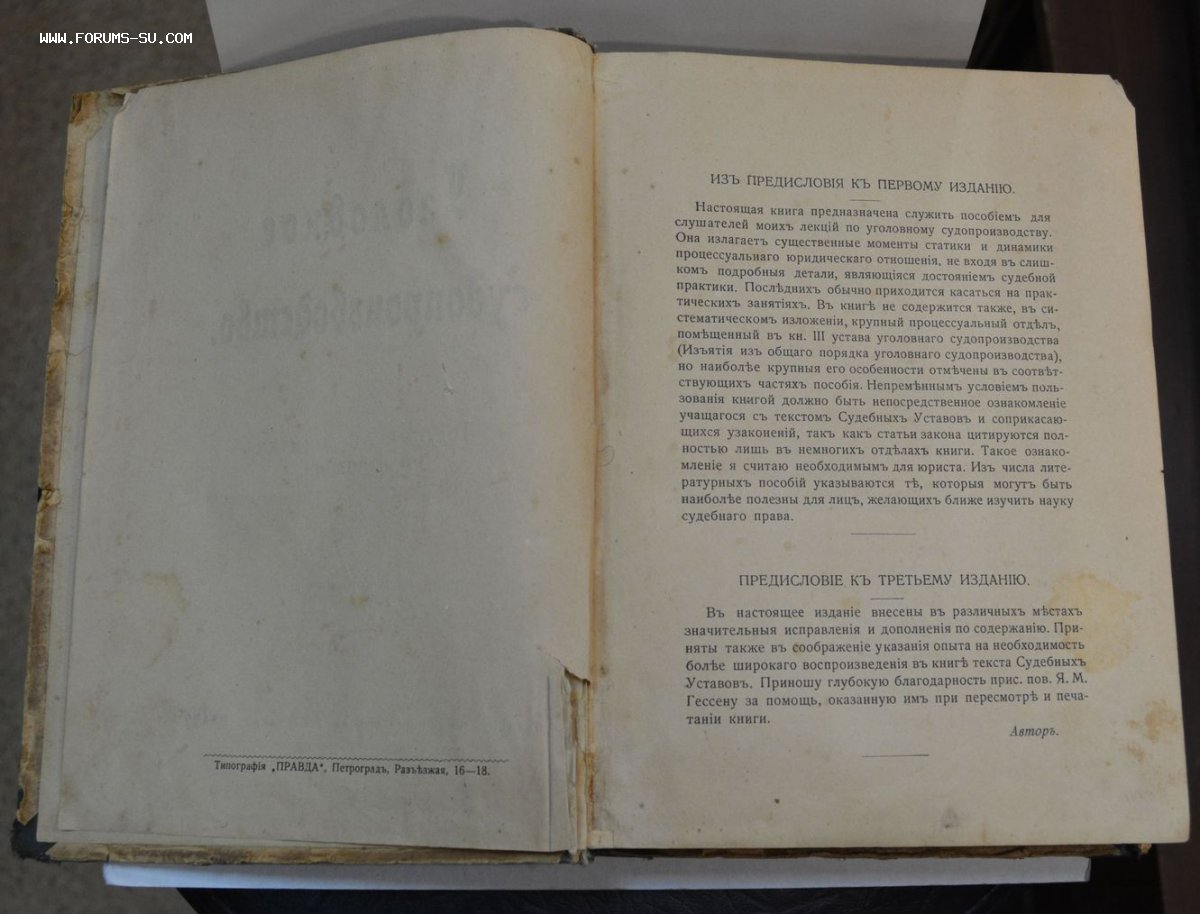 WWW.FORUMS-SU.COM
Типографія „ПРАВДА“, Петроградъ, Разъѣзжая, 16—18.
ИЗЪ ПРЕДИСЛОВІЯ КЪ ПЕРВОМУ ИЗДАНІЮ.
Настоящая книга предназначена служить пособіемъ для
слушателей моихъ лекцій по уголовному судопроизводству.
Она излагаетъ существенные моменты статики и динамики
процессуальнаго юридическаго отношенія, не входя въ слиш-
комъ подробныя детали, являющіяся достояніемъ судебной
практики. Послѣднихъ обычно приходится касаться на прак-
тическихъ занятіяхъ. Въ книгѣ не содержится также, въ си-
стематическомъ изложеніи, крупный процессуальный отдѣлъ,
помѣщенный въ кн. III устава уголовнаго судопроизводства
(Изъятія изъ общаго порядка уголовнаго судопроизводства),
но наиболѣе крупныя его особенности отмѣчены въ соотвѣт-
ствующихъ частяхъ пособія. Непремѣннымъ условіемъ поль-
зованія книгой должно быть непосредственное ознакомленіе
учащагося съ текстомъ Судебныхъ Уставовъ и соприкасаю-
щихся узаконеній, такъ какъ статьи закона цитируются пол-
ностью лишь въ немногихъ отдѣлахъ книги. Такое ознако-
мленіе я считаю необходимымъ для юриста. Изъ числа лите-
ратурныхъ пособій указываются тѣ, которыя могутъ быть
наиболѣе полезны для лицъ, желающихъ ближе изучить науку
судебнаго права.
ПРЕДИСЛОВІЕ КЪ ТРЕТЬЕМУ ИЗДАНІЮ.
Въ настоящее изданіе внесены въ различныхъ мѣстахъ
значительныя исправленія и дополненія по содержанію. При-
няты также въ соображеніе указанія опыта на необходимость
болѣе широкаго воспроизведенія въ книгѣ текста Судебныхъ
Уставовъ. Приношу глубокую благодарность прис. пов. Я. М.
Гессену за помощь, оказанную имъ при пересмотрѣ и печа-
таніи книги.
Авторъ.